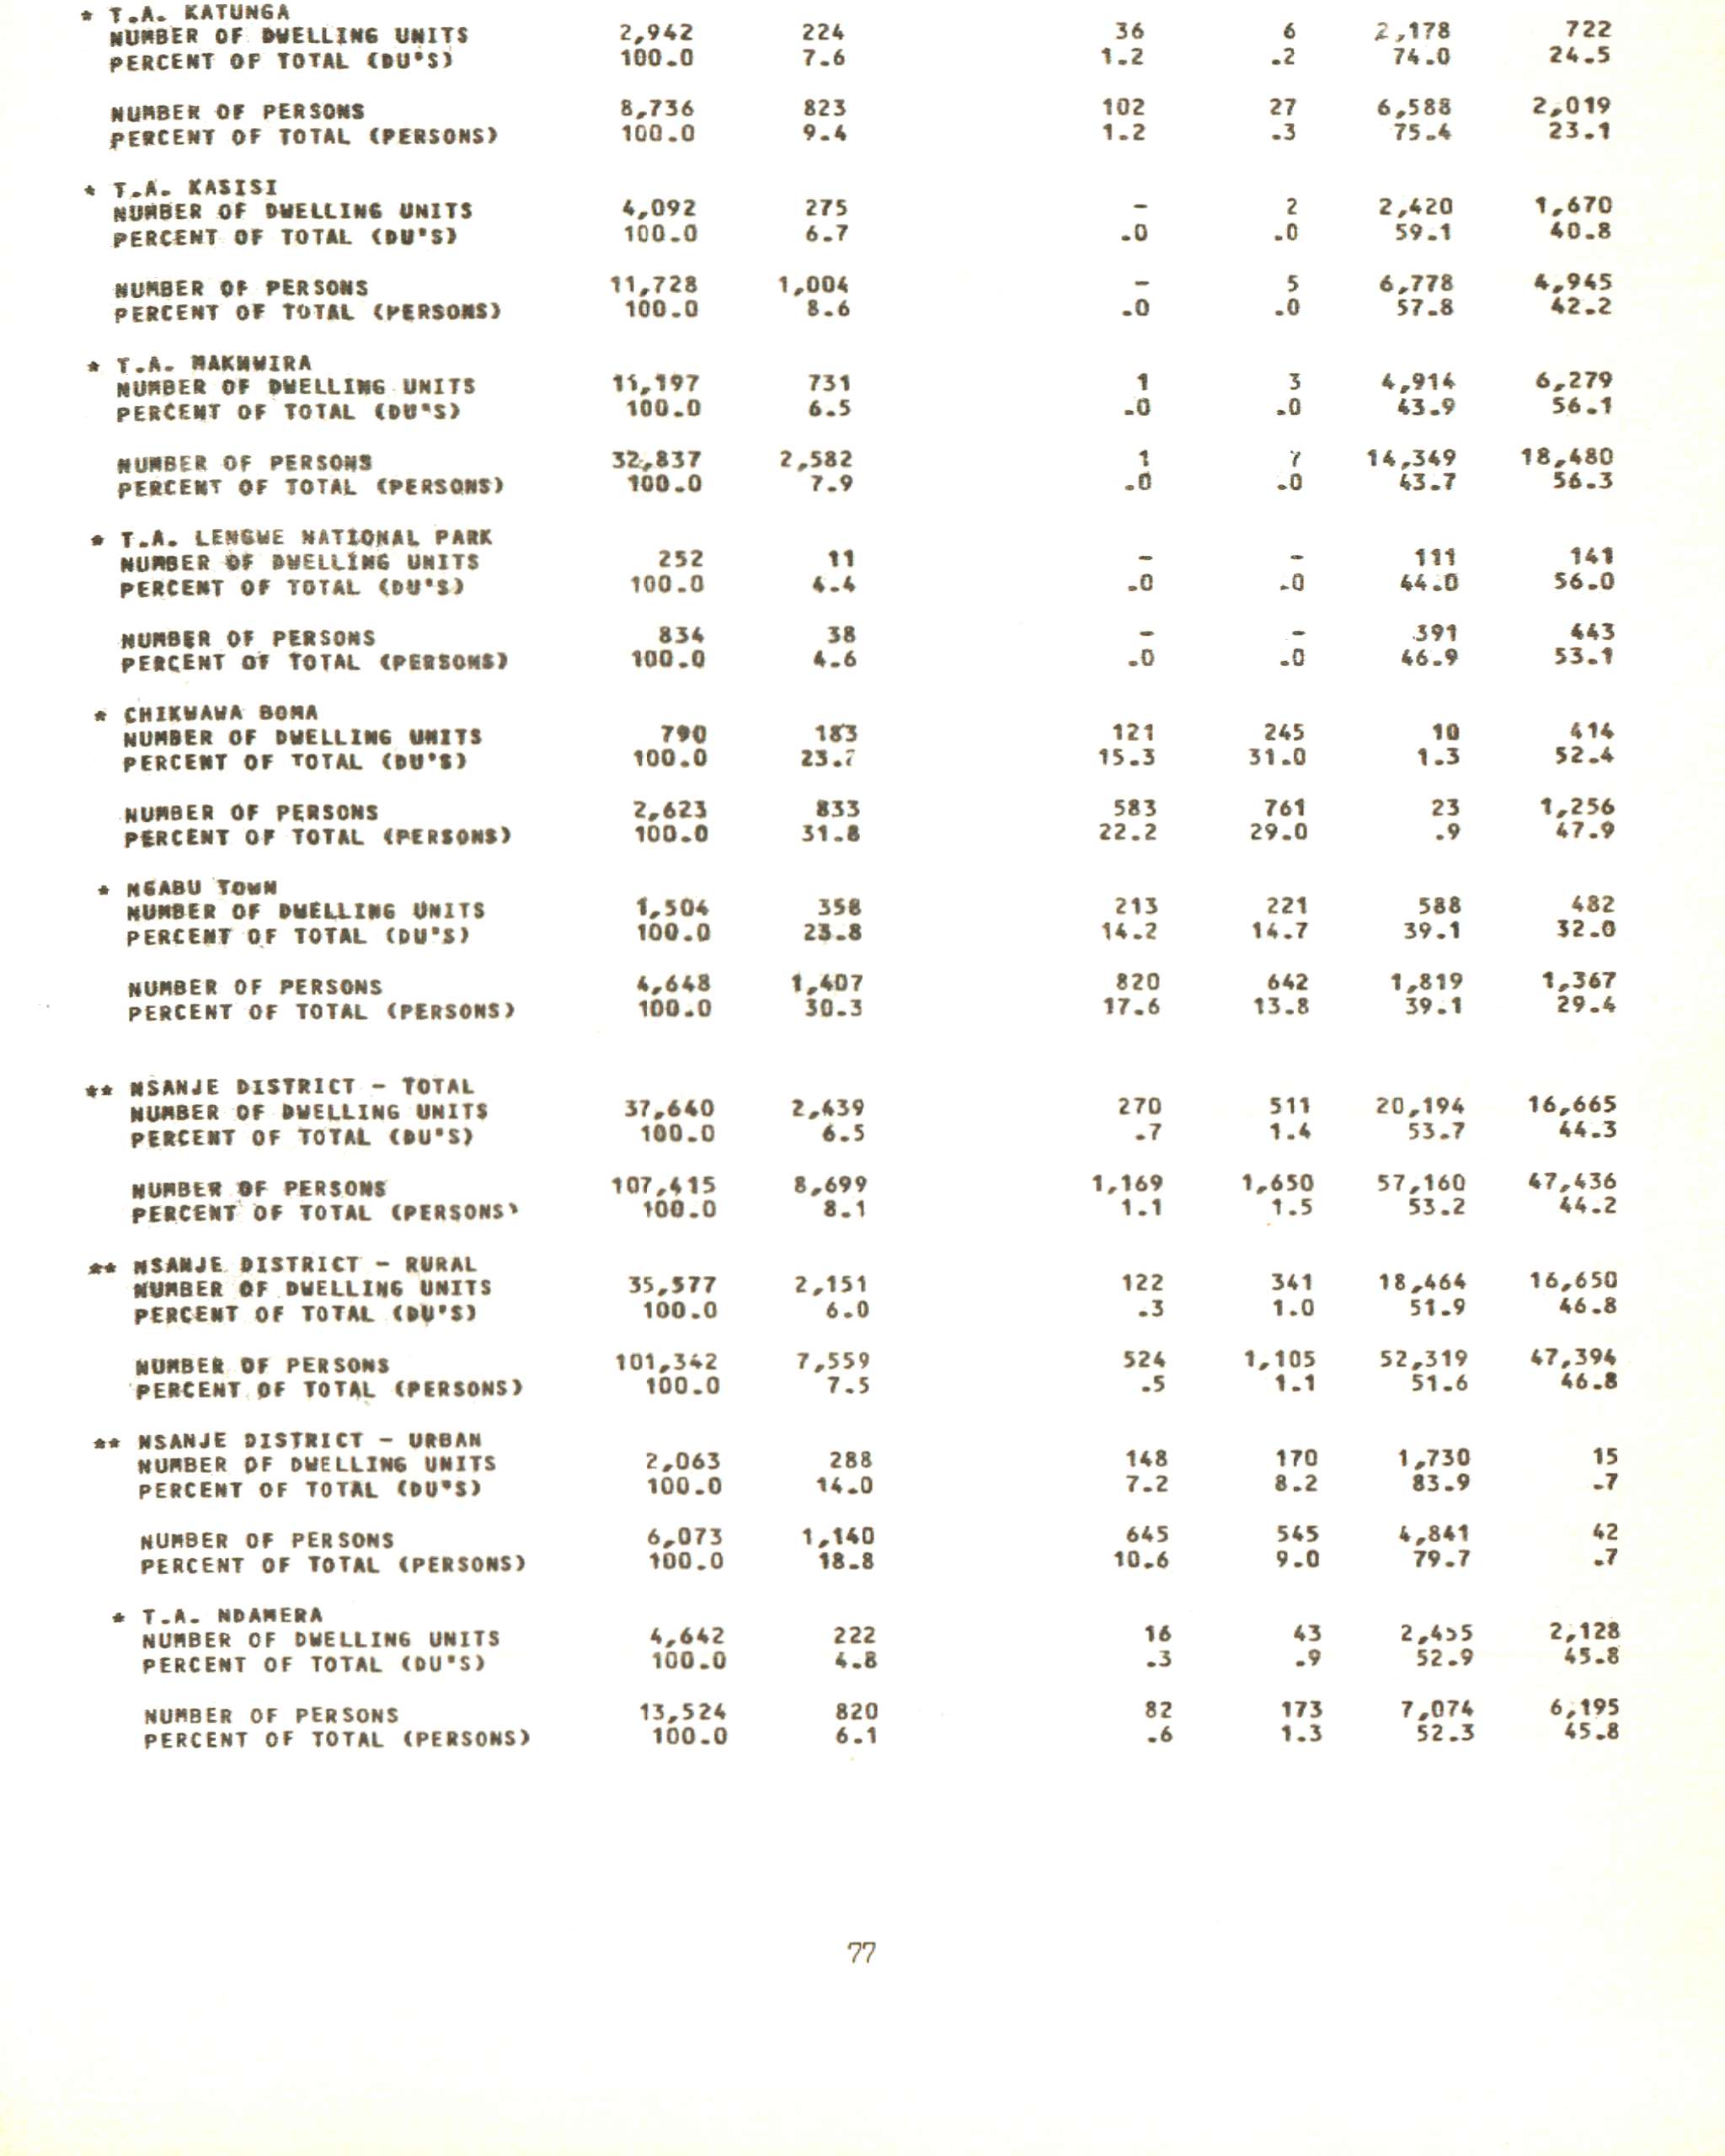 * T.A. KATUNGA
NUMBER OF DWELLING UNITS 2,942 224 36 6 2,178 722
PERCENT OF TOTAL (DU'S) 100.0 7.6 1.2 .2 74.0 24.5
NUMBER OF PERSONS 8,736 823 102 27 6,588 2,019
PERCENT OF TOTAL (PERSONS) 100.0 9.4 1.2 .3 75.4 23.1
* T.A. KASISI
NUMBER OF DWELLING UNITS 4,092 275 - 2 2,420 1,670
PERCENT OF TOTAL (DU'S) 100.0 6.7 .0 .0 59.1 40.8
NUMBER OF PERSONS 11,728 1,004 - 5 6,778 4,945
PERCENT OF TOTAL (PERSONS) 100.0 8.6 .0 .0 57.8 42.2
* T.A. MAKHWIRA
NUMBER OF DWELLING UNITS 11,197 731 1 3 4,914 6,279
PERCENT OF TOTAL (DU'S) 100.0 6.5 .0 .0 43.9 56.1
NUMBER OF PERSONS 32,837 2,582 1 7 14,349 18,480
PERCENT OF TOTAL (PERSONS) 100.0 7.9 .0 .0 43.7 56.3
* T.A. LENGWE NATIONAL PARK
NUMBER OF DWELLING UNITS 252 11 - - 111 141
PERCENT OF TOTAL (DU'S) 100.0 4.4 .0 .0 44.0 56.0
NUMBER OF PERSONS 834 38 - - 391 443
PERCENT OF TOTAL (PERSONS) 100.0 4.6 .0 .0 46.9 53.1
* CHIKWAWA BOMA
NUMBER OF DWELLING UNITS 790 183 121 245 10 414
PERCENT OF TOTAL (DU'S) 100.0 23.7 15.3 31.0 1.3 52.4
NUMBER OF PERSONS 2,623 833 583 761 23 1,256
PERCENT OF TOTAL (PERSONS) 100.0 31.8 22.2 29.0 .9 47.9
* NGABU TOWN
NUMBER OF DWELLING UNITS 1,504 358 213 221 588 482
PERCENT OF TOTAL (DU'S) 100.0 23.8 14.2 14.7 39.1 32.0
NUMBER OF PERSONS 4,648 1,407 820 642 1,819 1,367
PERCENT OF TOTAL (PERSONS) 100.0 30.3 17.6 13.8 39.1 29.4
** NSANJE DISTRICT - TOTAL
NUMBER OF DWELLING UNITS 37,640 2,439 270 511 20,194 16,665
PERCENT OF TOTAL (DU'S) 100.0 6.5 .7 1.4 53.7 44.3
NUMBER OF PERSONS 107,415 8,699 1,169 1,650 57,160 47,436
PERCENT OF TOTAL (PERSONS) 100.0 8.1 1.1 1.5 53.2 44.2
** NSANJE DISTRICT - RURAL
NUMBER OF DWELLING UNITS 35,577 2,151 122 341 18,464 16,650
PERCENT OF TOTAL (DU'S) 100.0 6.0 .3 1.0 51.9 46.8
NUMBER OF PERSONS 101,342 7,559 524 1,105 52,319 47,394
PERCENT OF TOTAL (PERSONS) 100.0 7.5 .5 1.1 51.6 46.8
** NSANJE DISTRICT - URBAN
NUMBER OF DWELLING UNITS 2,063 288 148 170 1,730 15
PERCENT OF TOTAL (DU'S) 100.0 14.0 7.2 8.2 83.9 .7
NUMBER OF PERSONS 6,073 1,140 645 545 4,841 42
PERCENT OF TOTAL (PERSONS) 100.0 18.8 10.6 9.0 79.7 .7
* T.A. NDAMERA
NUMBER OF DWELLING UNITS 4,642 222 16 43 2,455 2,128
PERCENT OF TOTAL (DU'S) 100.0 4.8 .3 .9 52.9 45.8
NUMBER OF PERSONS 13,524 820 82 173 7,074 6,195
PERCENT OF TOTAL (PERSONS) 100.0 6.1 .6 1.3 52.3 45.8
77